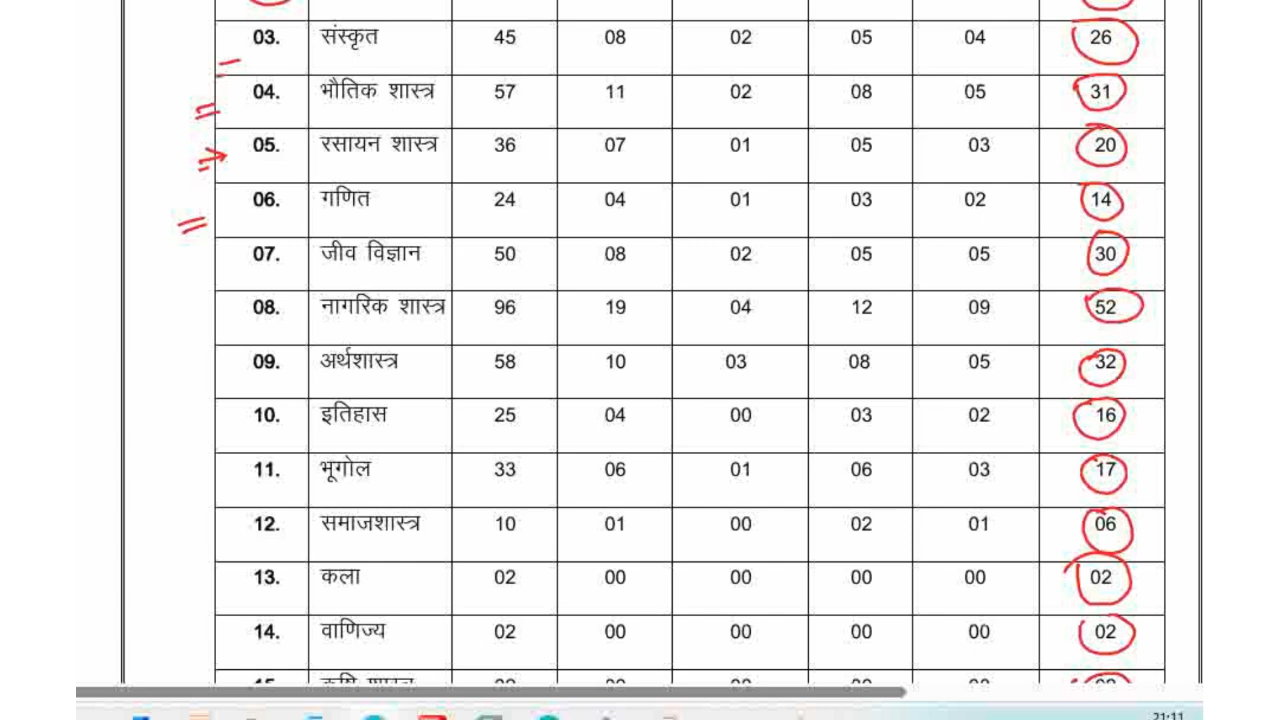 03. संस्कृत 45 08 02 05 04 26
04. भौतिक शास्त्र 57 11 02 08 05 31
05. रसायन शास्त्र 36 07 01 05 03 20
06. गणित 24 04 01 03 02 14
07. जीव विज्ञान 50 08 02 05 05 30
08. नागरिक शास्त्र 96 19 04 12 09 52
09. अर्थशास्त्र 58 10 03 08 05 32
10. इतिहास 25 04 00 03 02 16
11. भूगोल 33 06 01 06 03 17
12. समाजशास्त्र 10 01 00 02 01 06
13. कला 02 00 00 00 00 02
14. वाणिज्य 02 00 00 00 00 02
21:11